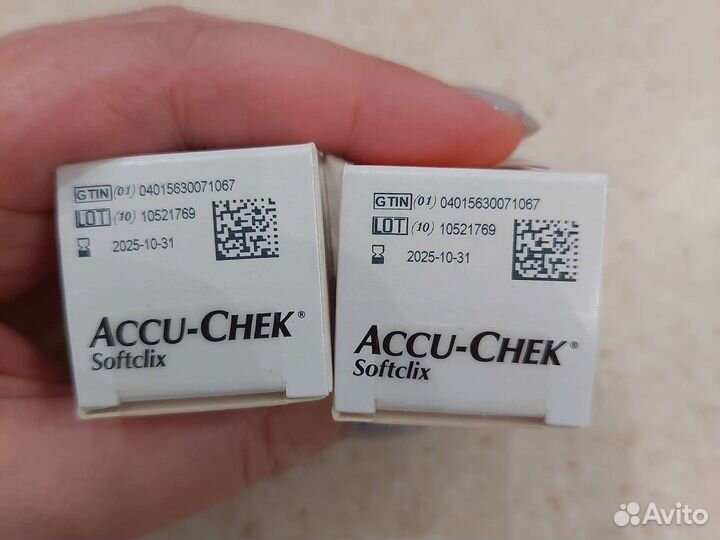 GTIN (01) 04015630071067
LOT (10) 10521769
2025-10-31
ACCU-CHEK®
Softclix
GTIN (01) 04015630071067
LOT (10) 10521769
2025-10-31
ACCU-CHEK®
Softclix
Avito